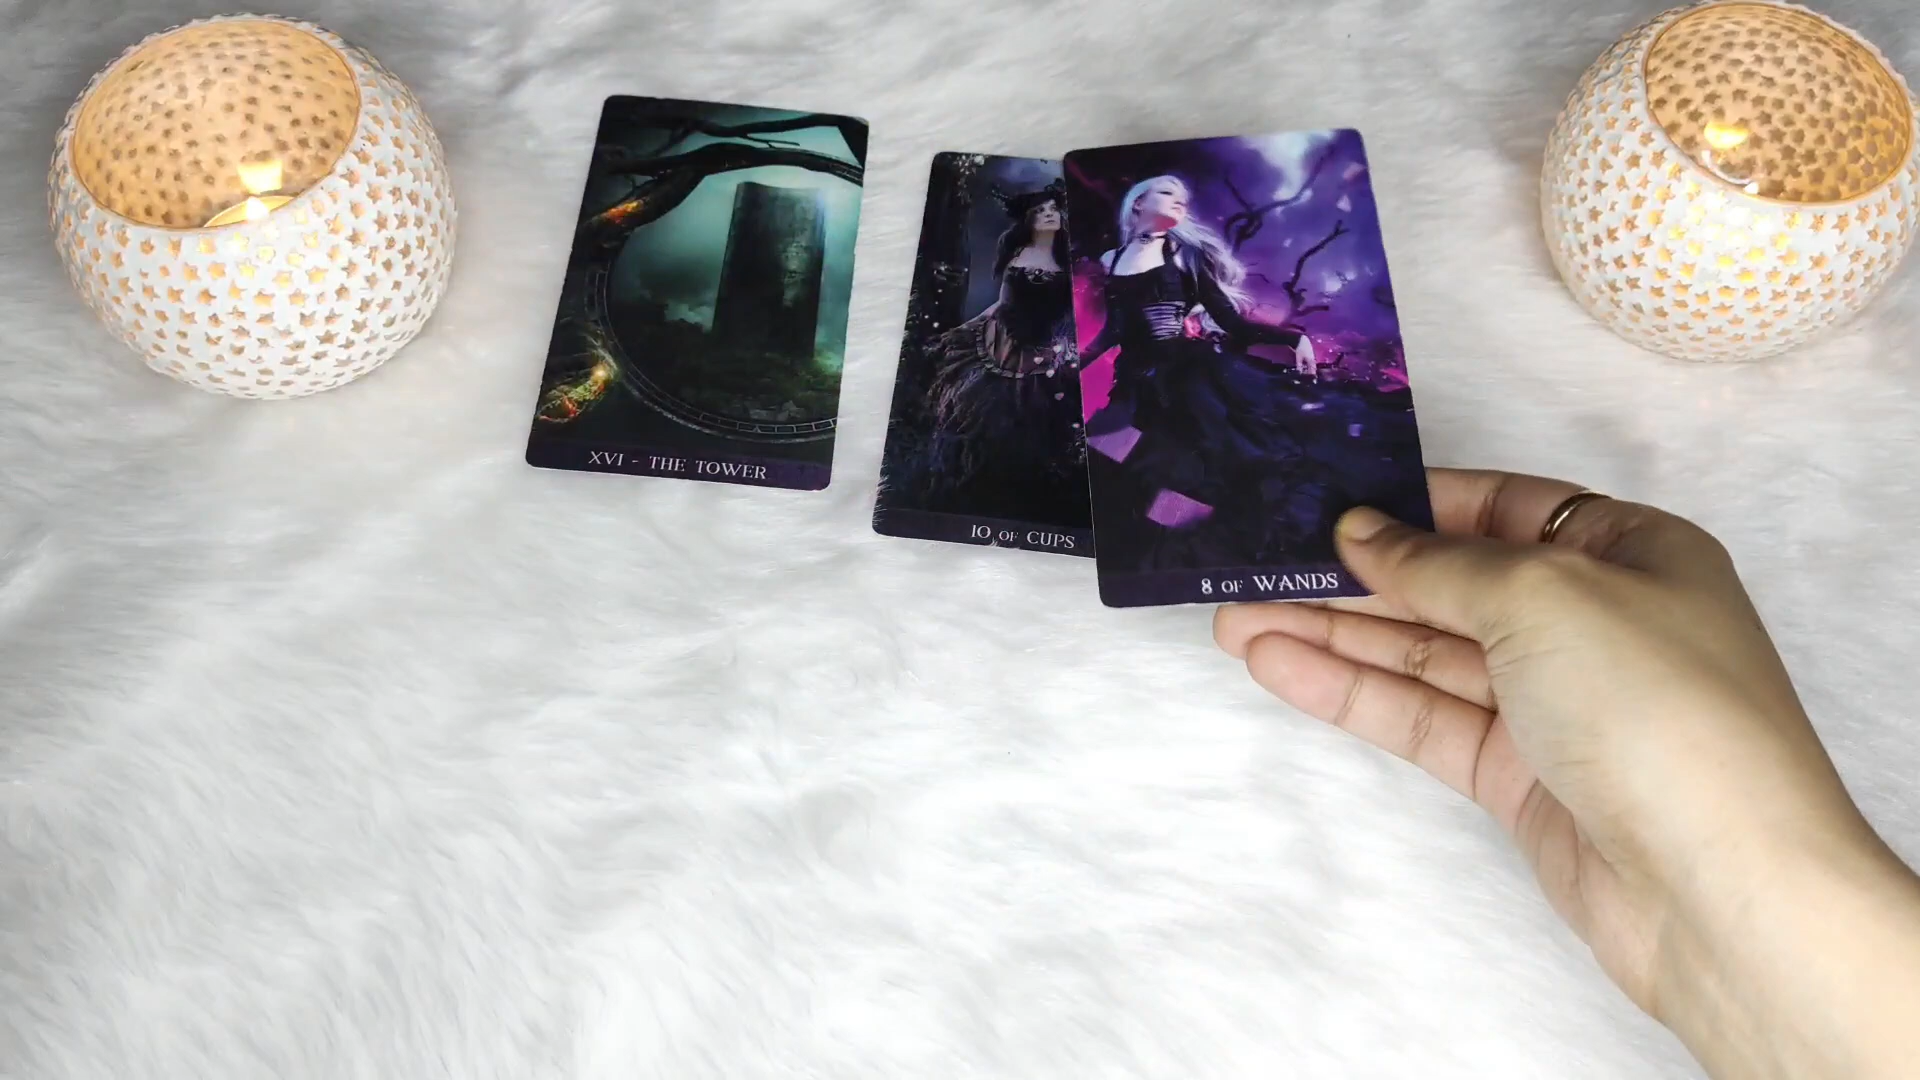 XVI - THE TOWER
10 OF CUPS
8 OF WANDS